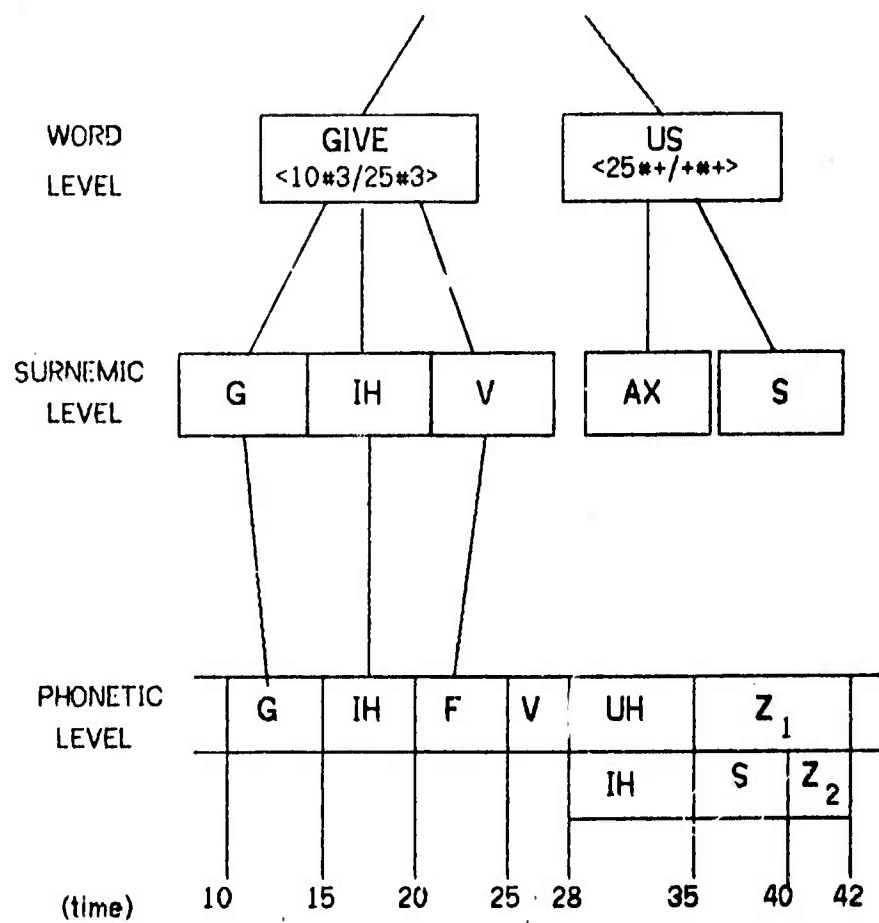 WORD
LEVEL
GIVE
<10#3/25#3>
US
<25#+/+#+>
SURNEMIC
LEVEL
G IH V AX S
PHONETIC
LEVEL
G IH F V UH Z1
IH S Z2
(time) 10 15 20 25 28 35 40 42